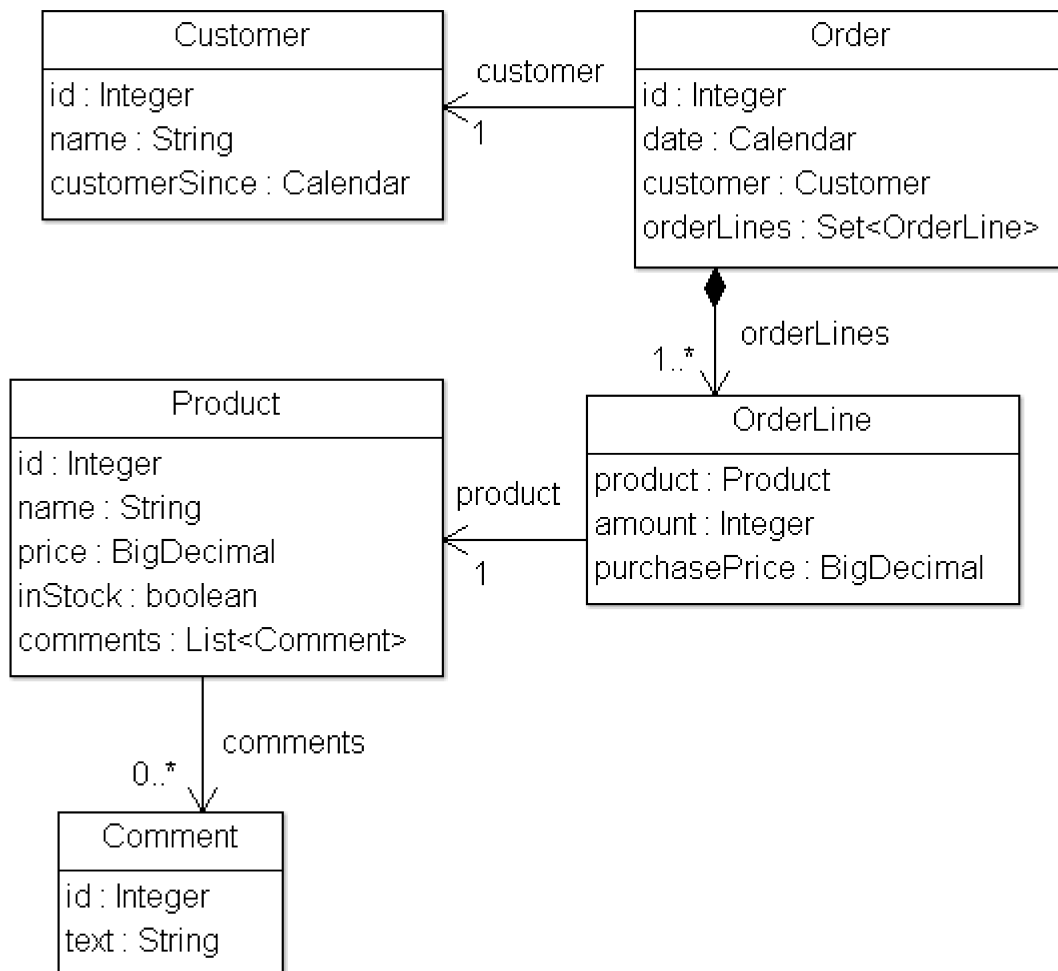 Customer
id : Integer
name : String
customerSince : Calendar
customer
1
Order
id : Integer
date : Calendar
customer : Customer
orderLines : Set<OrderLine>
orderLines
1..*
Product
id : Integer
name : String
price : BigDecimal
inStock : boolean
comments : List<Comment>
product
1
OrderLine
product : Product
amount : Integer
purchasePrice : BigDecimal
comments
0..*
Comment
id : Integer
text : String